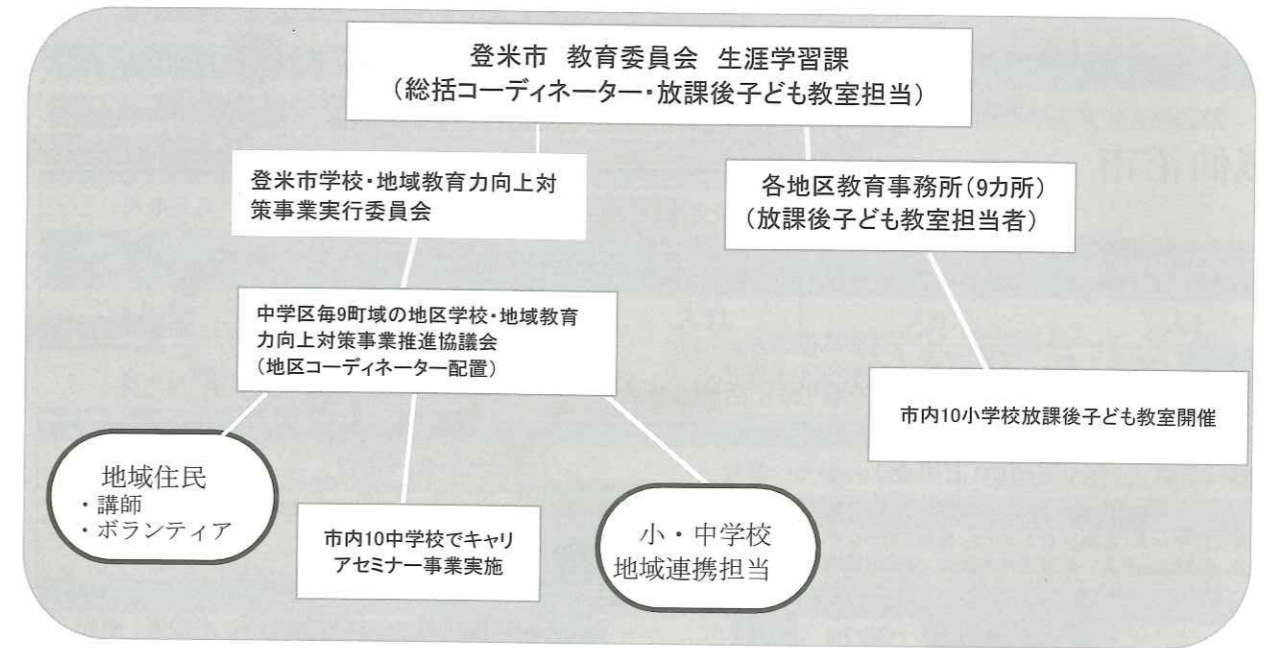 登米市 教育委員会 生涯学習課
(総括コーディネーター・放課後子ども教室担当)
登米市学校・地域教育力向上対
策事業実行委員会
各地区教育事務所(9カ所)
(放課後子ども教室担当者)
中学区毎9町域の地区学校・地域教育
力向上対策事業推進協議会
(地区コーディネーター配置)
市内10小学校放課後子ども教室開催
地域住民
・講師
・ボランティア
市内10中学校でキャリ
アセミナー事業実施
小・中学校
地域連携担当
仙沼市